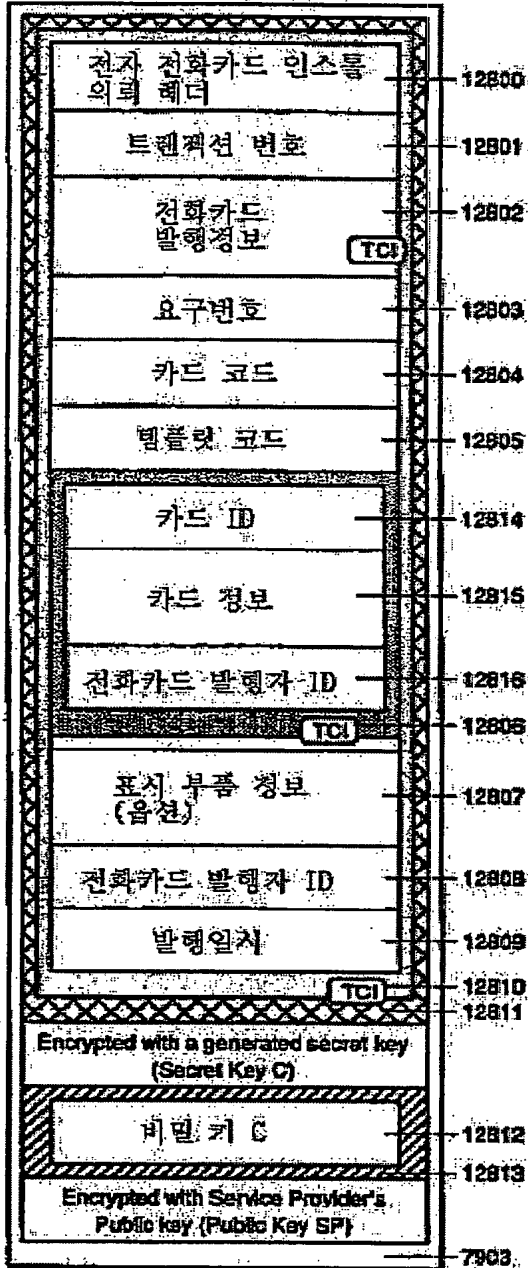 전자 전화카드 인스톨
의뢰 헤더
12800
트랜잭션 번호
12801
전화카드
발행정보
12802
TCI
요구번호
12803
카드 코드
12804
템플릿 코드
12805
카드 ID
12814
카드 정보
12815
전화카드 발행자 ID
12816
TCI
12806
표시 부품 정보
(옵션)
12807
전화카드 발행자 ID
12808
발행일시
12809
TCI
12810
12811
Encrypted with a generated secret key
(Secret Key C)
비밀 키 C
12812
12813
Encrypted with Service Provider's
Public key (Public Key SP)
7903